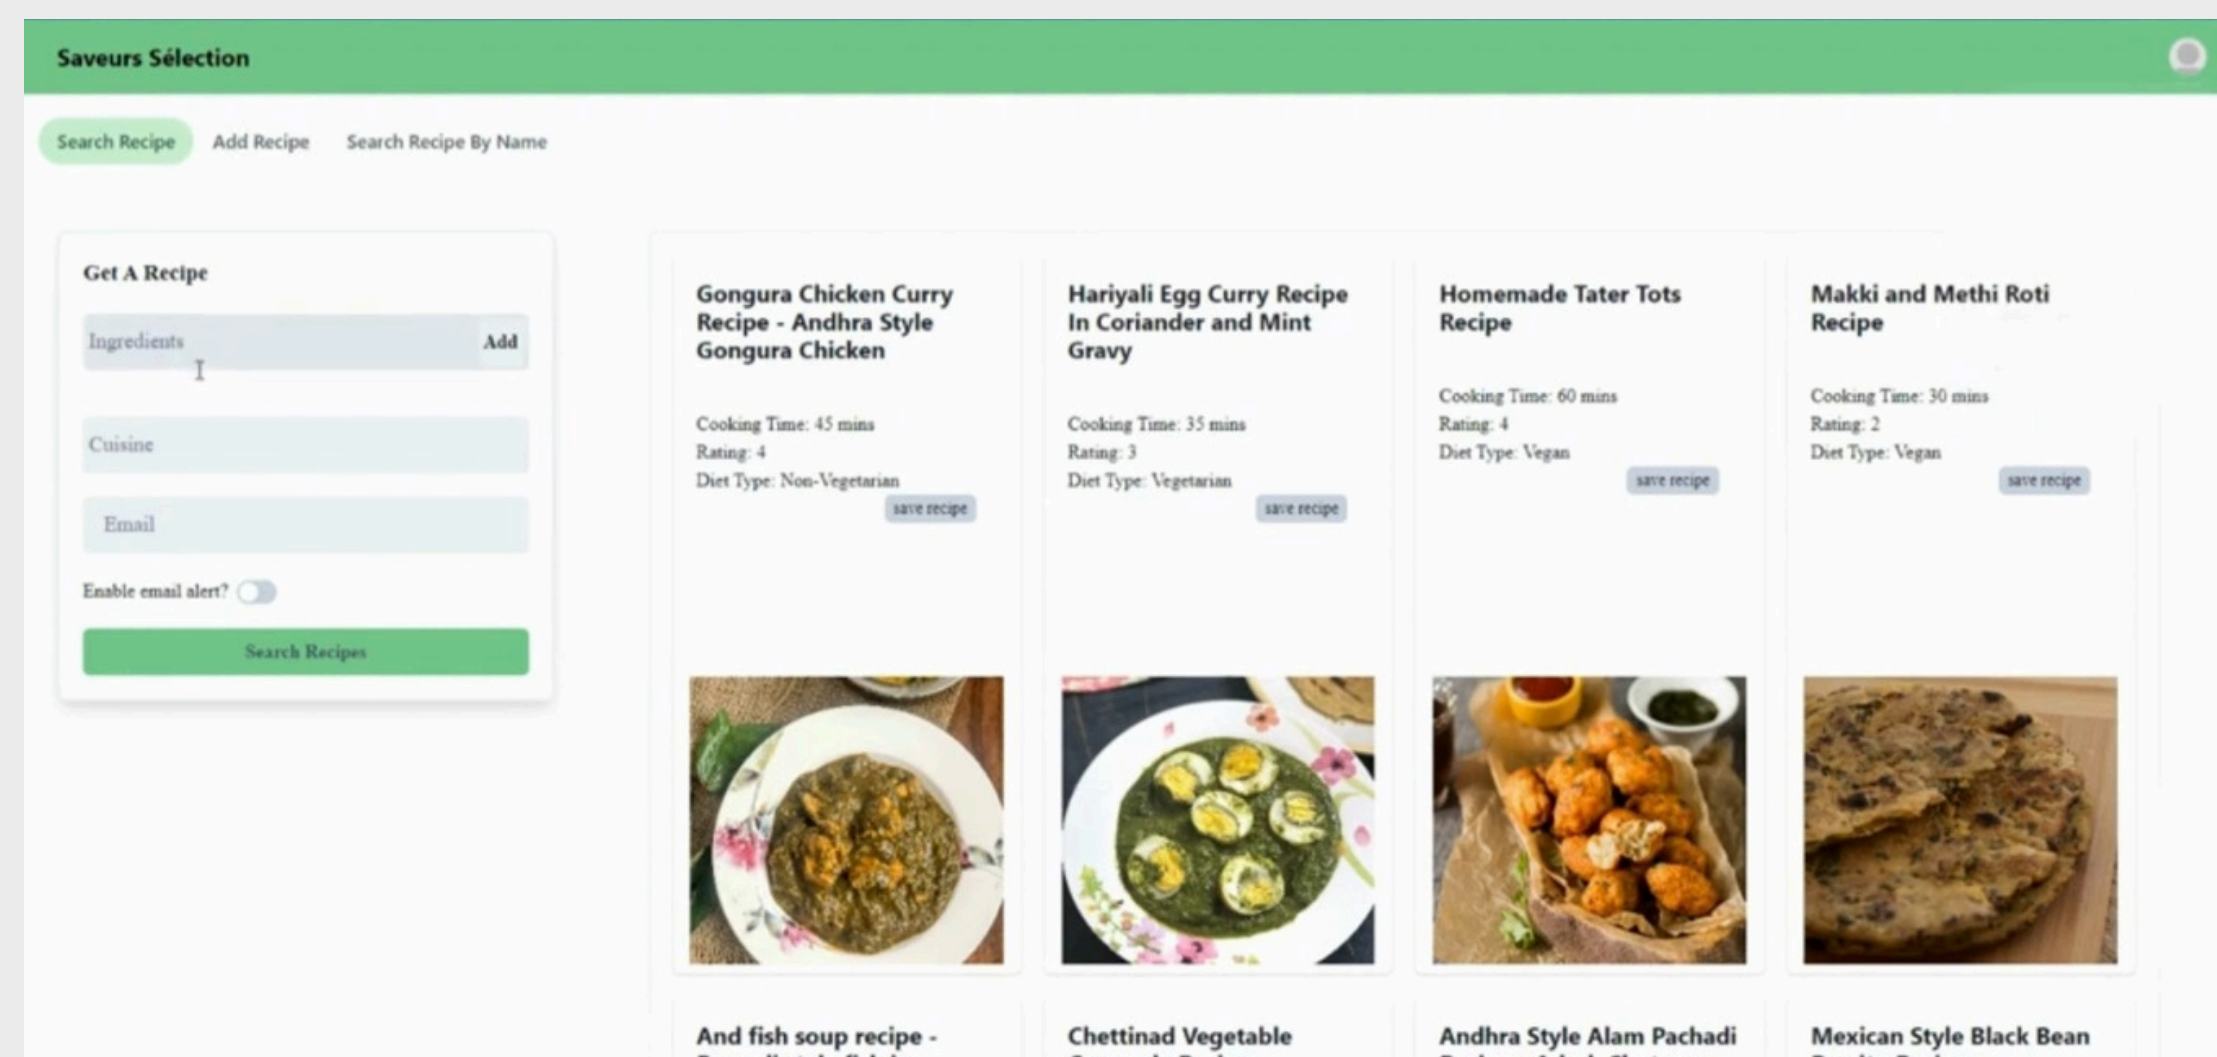 Saveurs Sélection
Search Recipe
Add Recipe
Search Recipe By Name
Get A Recipe
Ingredients
Add
Cuisine
Email
Enable email alert?
Search Recipes
Gongura Chicken Curry
Recipe - Andhra Style
Gongura Chicken
Cooking Time: 45 mins
Rating: 4
Diet Type: Non-Vegetarian
save recipe
Hariyali Egg Curry Recipe
In Coriander and Mint
Gravy
Cooking Time: 35 mins
Rating: 3
Diet Type: Vegetarian
save recipe
Homemade Tater Tots
Recipe
Cooking Time: 60 mins
Rating: 4
Diet Type: Vegan
save recipe
Makki and Methi Roti
Recipe
Cooking Time: 30 mins
Rating: 2
Diet Type: Vegan
save recipe
And fish soup recipe -
Chettinad Vegetable
Andhra Style Alam Pachadi
Mexican Style Black Bean